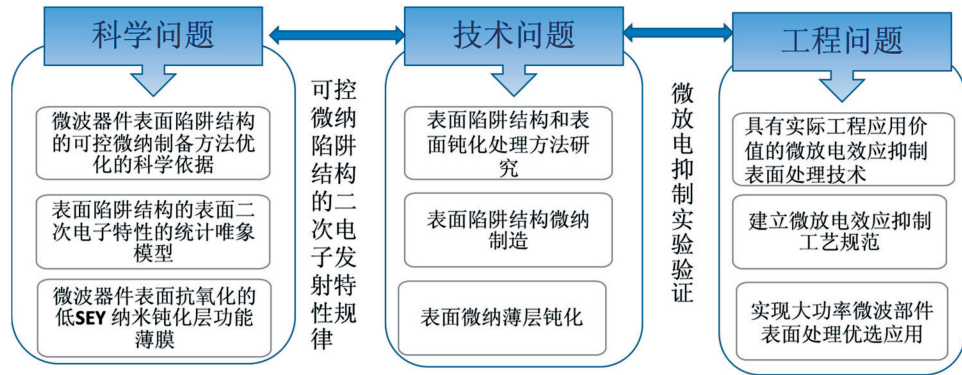 科学问题
微波器件表面陷阱结构
的可控微纳制备方法优
化的科学依据
表面陷阱结构的表面二
次电子特性的统计唯象
模型
微波器件表面抗氧化的
低SEY 纳米钝化层功能
薄膜
可控微纳陷阱结构的二次电子发射特性规律
技术问题
表面陷阱结构和表
面钝化处理方法研
究
表面陷阱结构微纳
制造
表面微纳薄层钝化
微放电抑制实验验证
工程问题
具有实际工程应用价
值的微放电效应抑制
表面处理技术
建立微放电效应抑制
工艺规范
实现大功率微波部件
表面处理优选应用